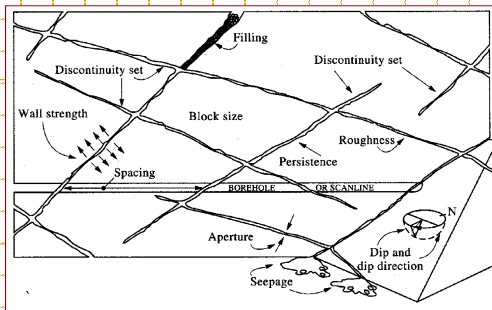 Filling
Discontinuity set
Discontinuity set
Wall strength
Block size
Roughness
Persistence
Spacing
BOREHOLE OR SCANLINE
N
Aperture
Dip and
dip direction
Seepage